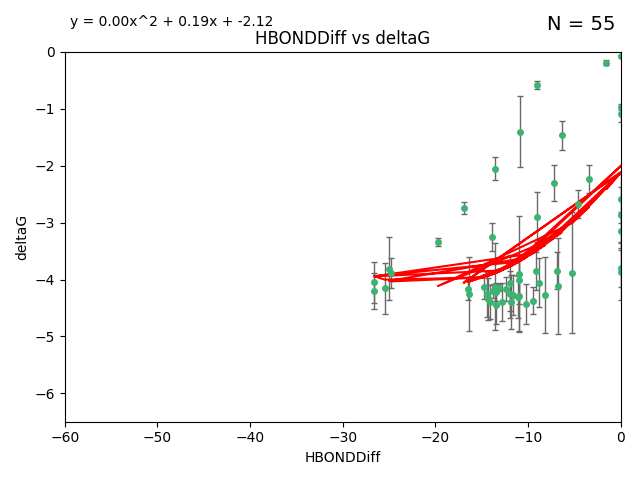 y = 0.00x^2 + 0.19x + -2.12
N = 55
HBONDDiff vs deltaG
0
−1
−2
−3
−4
−5
−6
deltaG
−60 −50 −40 −30 −20 −10 0
HBONDDiff